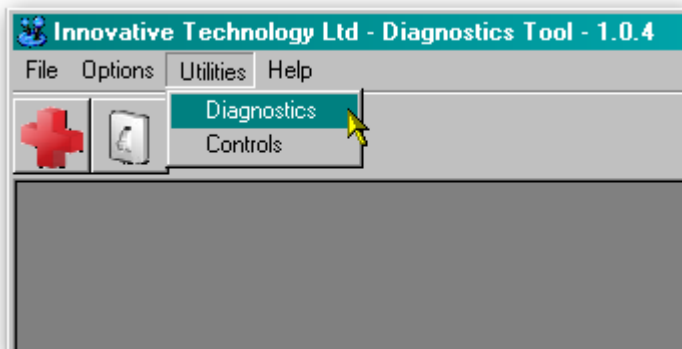 Innovative Technology Ltd - Diagnostics Tool - 1.0.4
File Options Utilities Help
Diagnostics
Controls